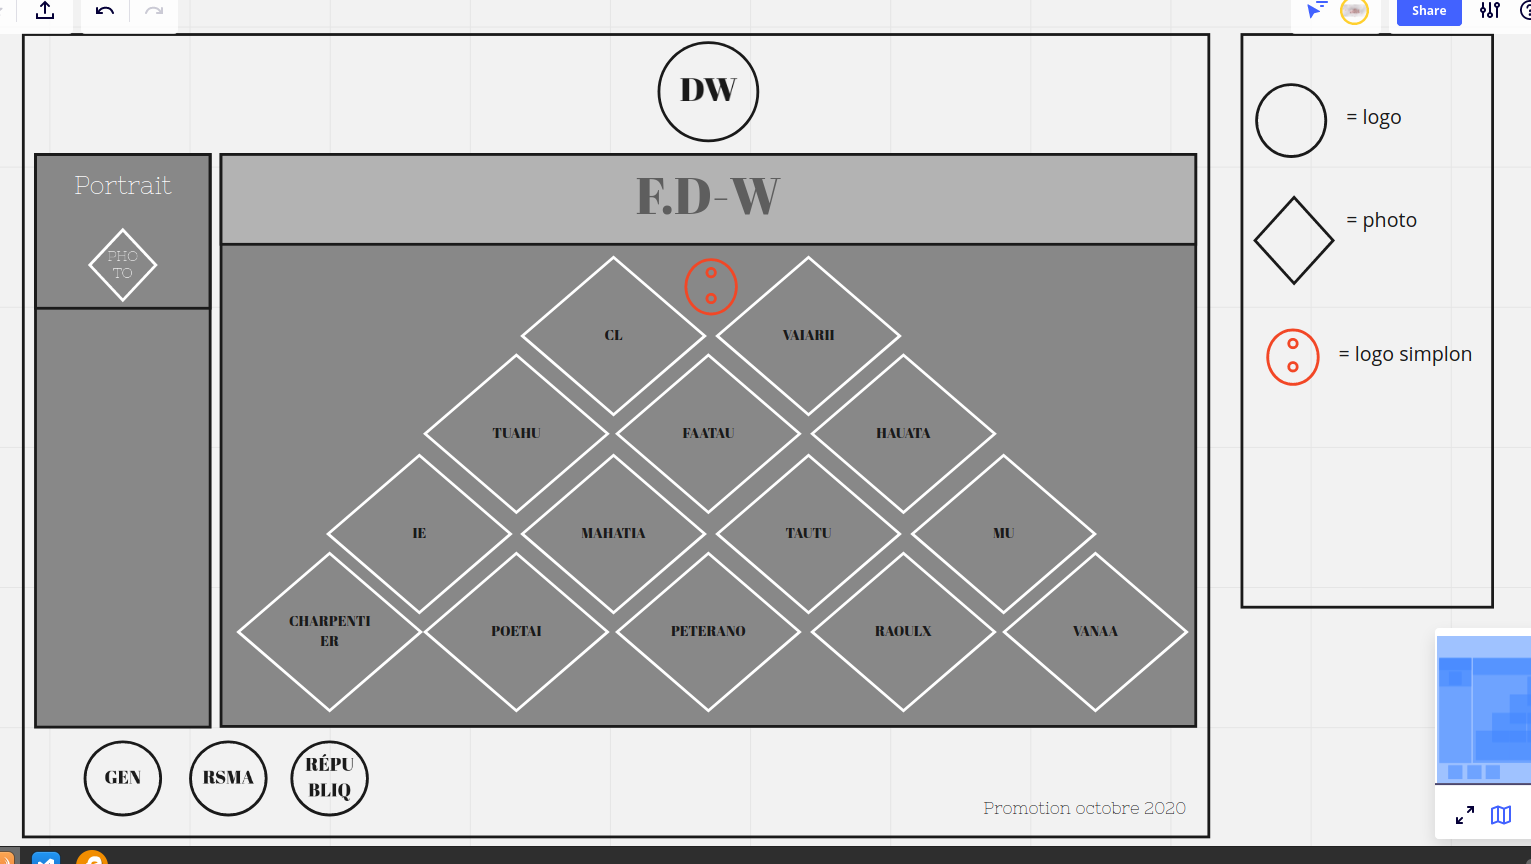 Share
DW
= logo
Portrait
F.D-W
= photo
PHO
TO
CL
VAIARII
= logo simplon
TUAHU
FAATAU
HAUATA
IE
MAHATIA
TAUTU
MU
CHARPENTI
ER
POETAI
PETERANO
RAOULX
VANAA
GEN
RSMA
RÉPU
BLIQ
Promotion octobre 2020